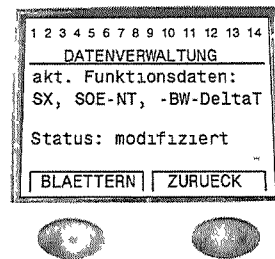 1 2 3 4 5 6 7 8 9 10 11 12 13 14
DATENVERWALTUNG
akt. Funktionsdaten:
SX, SOE-NT, -BW-DeltaT
Status: modifiziert
BLAETTERN ZURUECK